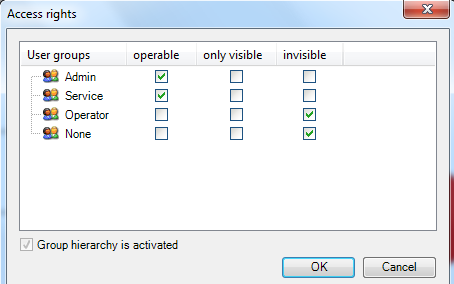 Access rights
User groups operable only visible invisible
Admin
Service
Operator
None
Group hierarchy is activated
OK Cancel